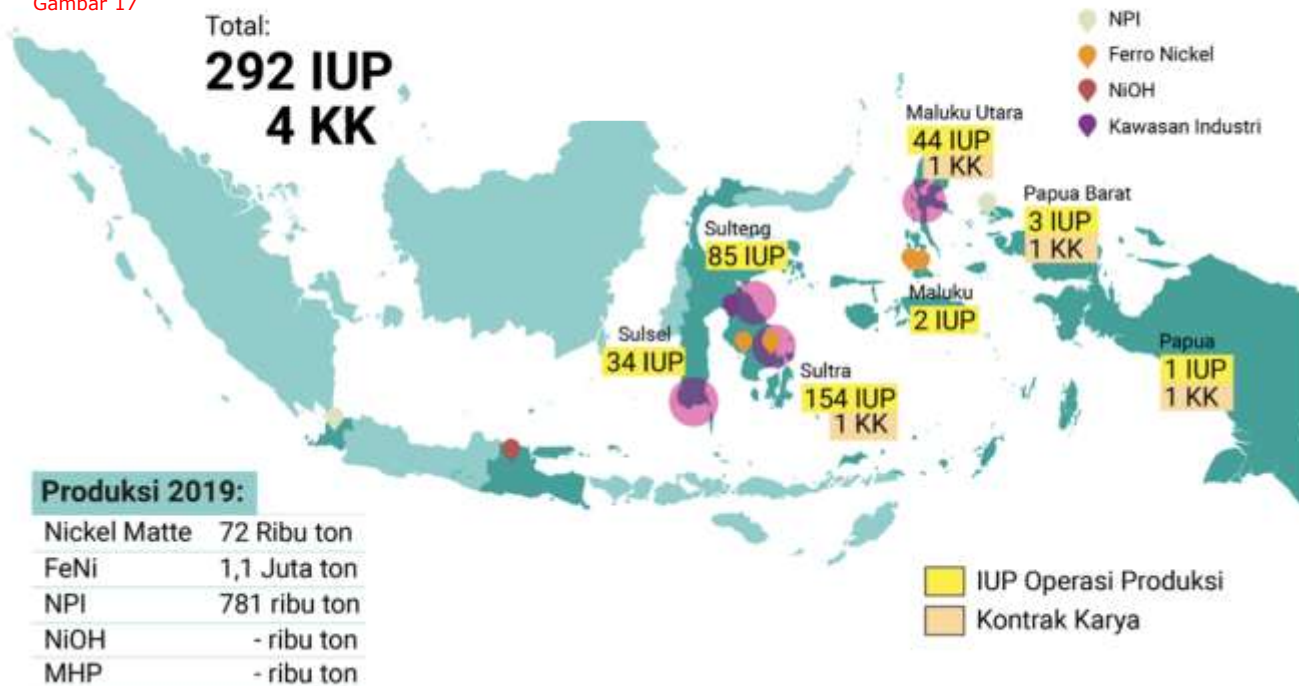 Gambar 17
Total:
292 IUP
4 KK
NPI
Ferro Nickel
NiOH
Kawasan Industri
Maluku Utara
44 IUP
1 KK
Papua Barat
3 IUP
1 KK
Sulteng
85 IUP
Maluku
2 IUP
Sulsel
34 IUP
Papua
1 IUP
1 KK
Sultra
154 IUP
1 KK
Produksi 2019:
Nickel Matte 72 Ribu ton
FeNi 1,1 Juta ton
NPI 781 ribu ton
NiOH - ribu ton
MHP - ribu ton
IUP Operasi Produksi
Kontrak Karya